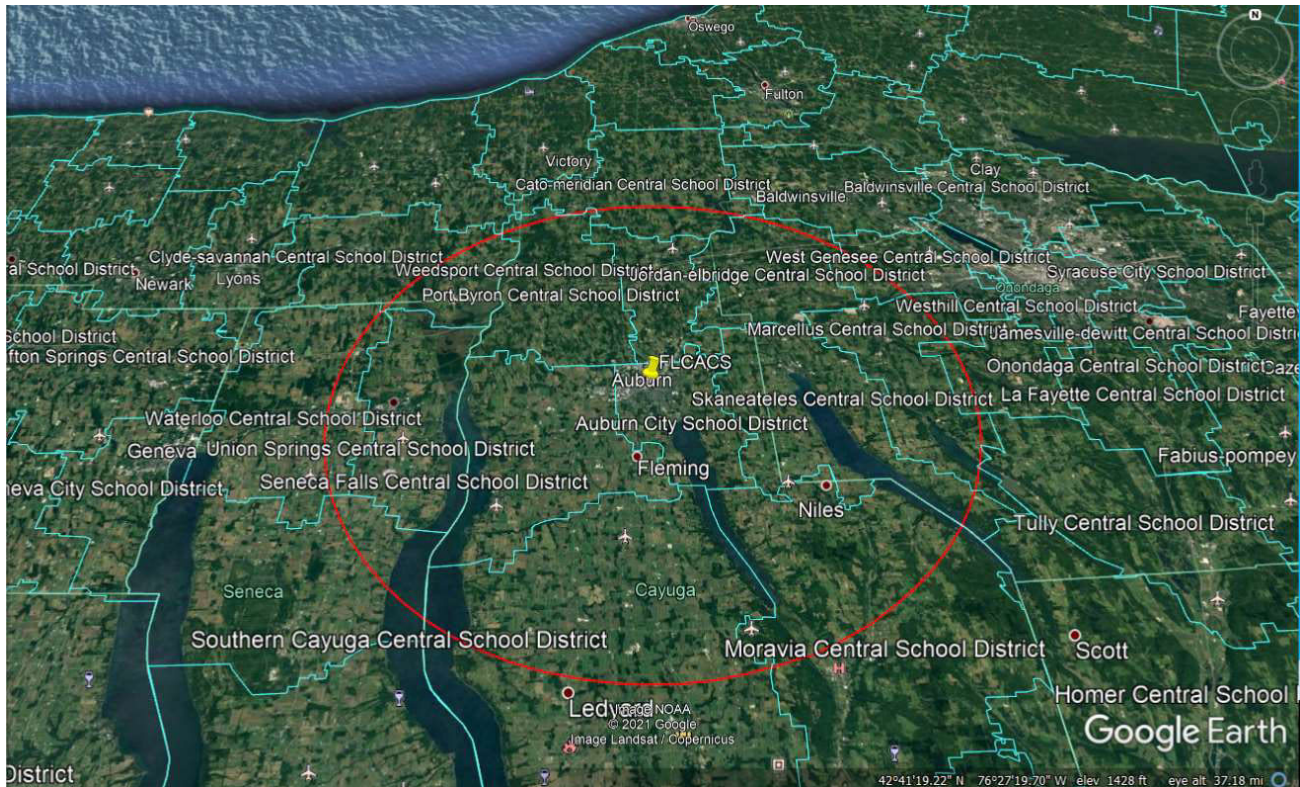 N
Oswego
Fulton
Victory
Clay
Cato-meridian Central School District
Baldwinsville Central School District
Baldwinsville
Clyde-savannah Central School District
West Genesee Central School District
ral School District
Weedsport Central School District
Jordan-elbridge Central School District
Syracuse City School District
Newark
Lyons
Onondaga
Port Byron Central School District
Westhill Central School District
Fayette
School District
Marcellus Central School District
Jamesville-dewitt Central School Distri
ifton Springs Central School District
FLCACS
Onondaga Central School District
Caze
Auburn
Skaneateles Central School District
La Fayette Central School District
Waterloo Central School District
Auburn City School District
Geneva
Union Springs Central School District
Fabius-pompey
Fleming
Seneca Falls Central School District
neva City School District
Niles
Tully Central School District
Seneca
Cayuga
Southern Cayuga Central School District
Moravia Central School District
Scott
H
Homer Central School
Ledyard
Image NOAA
© 2021 Google
Image Landsat / Copernicus
Google Earth
District
42°41'19.22" N 76°27'19.70" W elev 1428 ft eye alt 37.18 mi